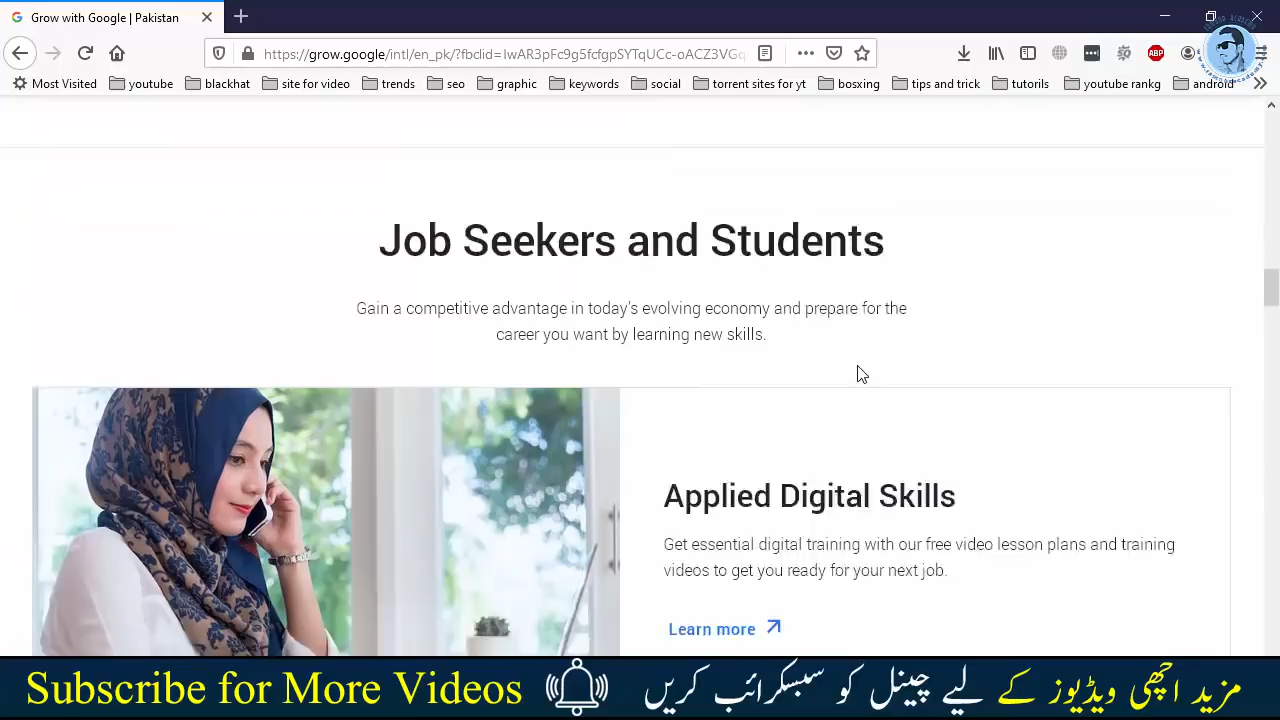 Grow with Google | Pakistan
https://grow.google/intl/en_pk/?fbclid=IwAR3pFc9g5fcfgpSYTqUCc-oACZ3VGq
Most Visited youtube blackhat site for video trends seo graphic keywords social torrent sites for yt bosxing tips and trick tutorils youtube rankg android
Job Seekers and Students
Gain a competitive advantage in today's evolving economy and prepare for the
career you want by learning new skills.
Applied Digital Skills
Get essential digital training with our free video lesson plans and training
videos to get you ready for your next job.
Learn more
Subscribe for More Videos مزید اچھی ویڈیوز کے لیے چینل کو سبسکرائب کریں